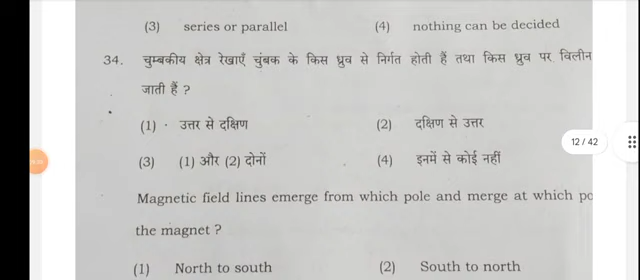 (3) series or parallel (4) nothing can be decided
34. चुम्बकीय क्षेत्र रेखाएँ चुंबक के किस ध्रुव से निर्गत होती हैं तथा किस ध्रुव पर विलीन
जाती हैं ?
(1) उत्तर से दक्षिण (2) दक्षिण से उत्तर
12 / 42
(3) (1) और (2) दोनों (4) इनमें से कोई नहीं
Magnetic field lines emerge from which pole and merge at which
the magnet ?
(1) North to south (2) South to north